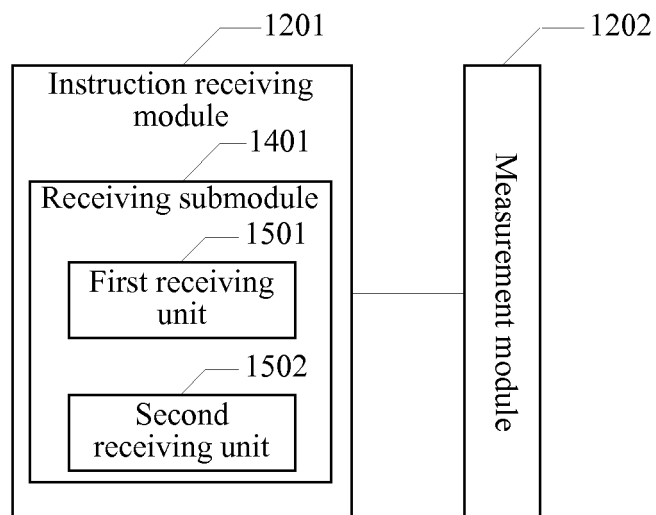 1201
1202
Instruction receiving
module
1401
Receiving submodule
1501
First receiving
unit
1502
Second
receiving unit
Measurement module